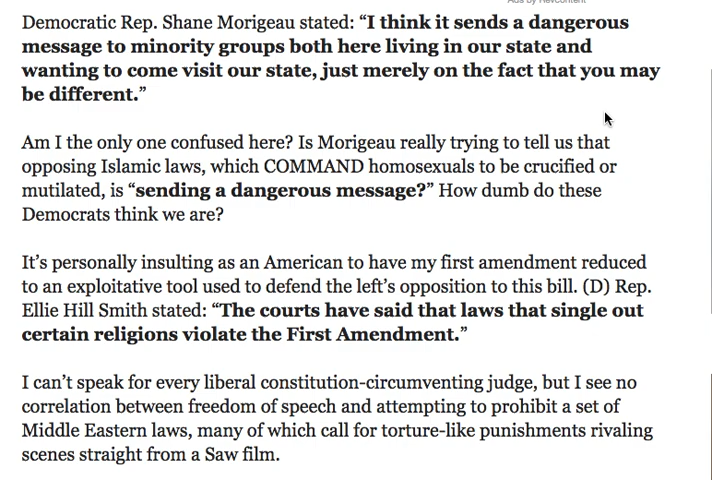 Ads by Revcontent
Democratic Rep. Shane Morigeau stated: “I think it sends a dangerous
message to minority groups both here living in our state and
wanting to come visit our state, just merely on the fact that you may
be different.”
Am I the only one confused here? Is Morigeau really trying to tell us that
opposing Islamic laws, which COMMAND homosexuals to be crucified or
mutilated, is “sending a dangerous message?” How dumb do these
Democrats think we are?
It’s personally insulting as an American to have my first amendment reduced
to an exploitative tool used to defend the left’s opposition to this bill. (D) Rep.
Ellie Hill Smith stated: “The courts have said that laws that single out
certain religions violate the First Amendment.”
I can’t speak for every liberal constitution-circumventing judge, but I see no
correlation between freedom of speech and attempting to prohibit a set of
Middle Eastern laws, many of which call for torture-like punishments rivaling
scenes straight from a Saw film.